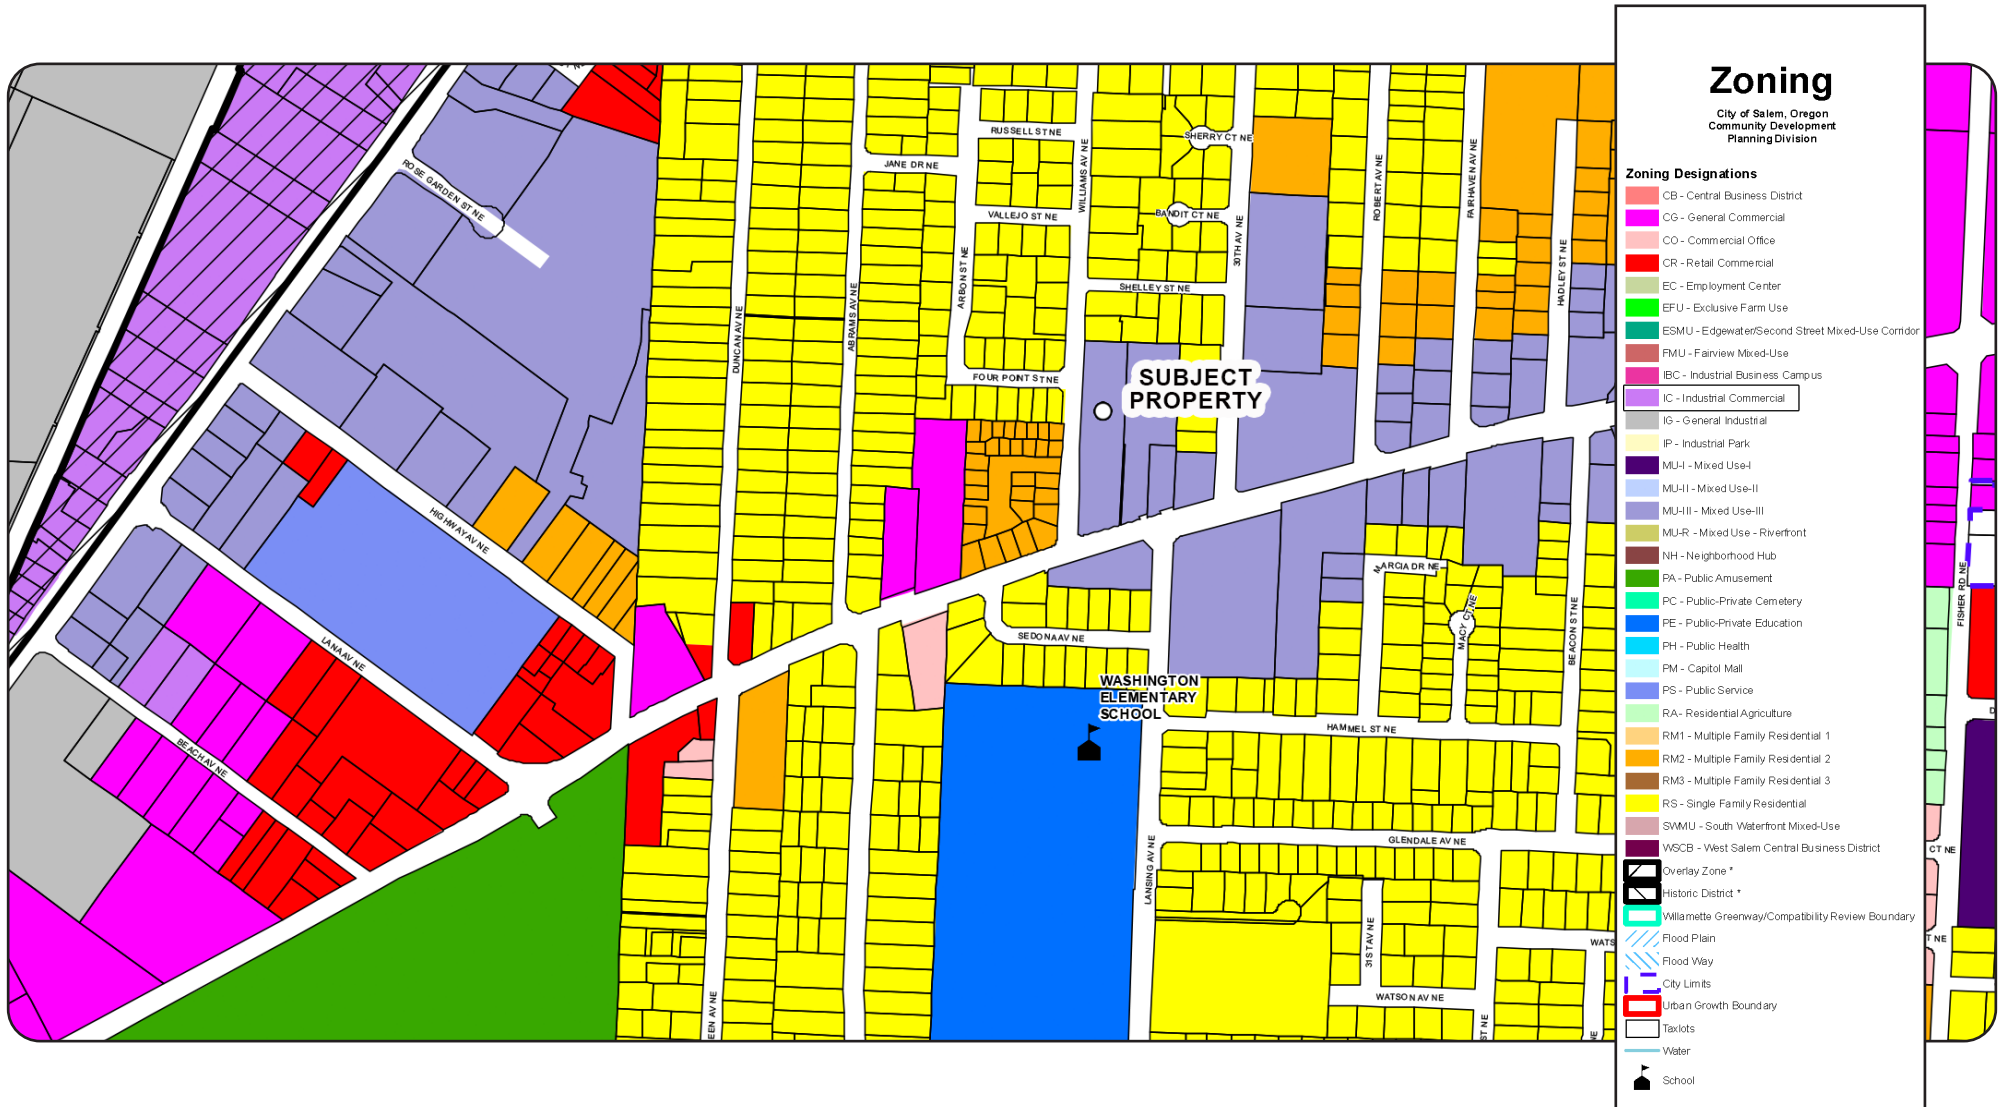 Zoning
City of Salem, Oregon
Community Development
Planning Division
Zoning Designations
CB - Central Business District
CG - General Commercial
CO - Commercial Office
CR - Retail Commercial
EC - Employment Center
EFU - Exclusive Farm Use
ESMU - Edgewater/Second Street Mixed-Use Corridor
FMU - Fairview Mixed-Use
IBC - Industrial Business Campus
IC - Industrial Commercial
IG - General Industrial
IP - Industrial Park
MU-I - Mixed Use-I
MU-II - Mixed Use-II
MU-III - Mixed Use-III
MU-R - Mixed Use - Riverfront
NH - Neighborhood Hub
PA - Public Amusement
PC - Public-Private Cemetery
PE - Public-Private Education
PH - Public Health
PM - Capitol Mall
PS - Public Service
RA- Residential Agriculture
RM1 - Multiple Family Residential 1
RM2 - Multiple Family Residential 2
RM3 - Multiple Family Residential 3
RS - Single Family Residential
SWMU - South Waterfront Mixed-Use
WSCB - West Salem Central Business District
Overlay Zone *
Historic District *
Willamette Greenway/Compatibility Review Boundary
Flood Plain
Flood Way
City Limits
Urban Growth Boundary
Taxlots
Water
School
RUSSELL ST NE
SHERRY CT NE
JANE DR NE
WILLIAMS AV NE
ROSE GARDEN ST NE
VALLEJO ST NE
BANDIT CT NE
ROBERT AV NE
FAIRHAVEN AV NE
30TH AV NE
HADLEY ST NE
ARBON ST NE
SHELLEY ST NE
DUNCAN AV NE
ABRAMS AV NE
FOUR POINT ST NE
SUBJECT
PROPERTY
HIGHWAY AV NE
MARCIA DR NE
MACY CT NE
BEACON ST NE
FISHER RD NE
LANA AV NE
SEDONA AV NE
WASHINGTON
ELEMENTARY
SCHOOL
HAMMEL ST NE
BEACH AV NE
GLENDALE AV NE
CT NE
LANSING AV NE
31ST AV NE
WATS
T NE
WATSON AV NE
EEN AV NE
ST NE
NE